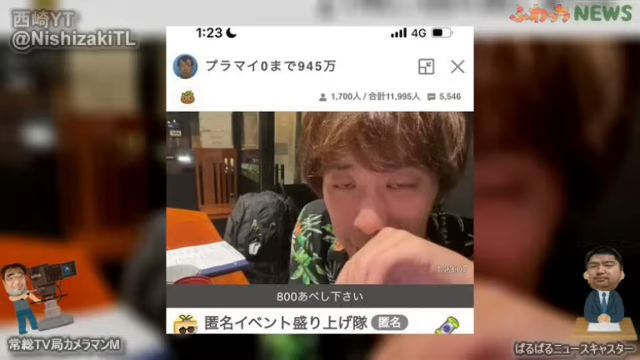 西崎YT
@NishizakiTL
ふわっちNEWS
1:23
4G
プラマイ0まで945万
1,700人 / 合計11,995人
5,546
800あべし下さい
匿名イベント盛り上げ隊 匿名
常総TV局カメラマンM
ぱるぱるニュースキャスター